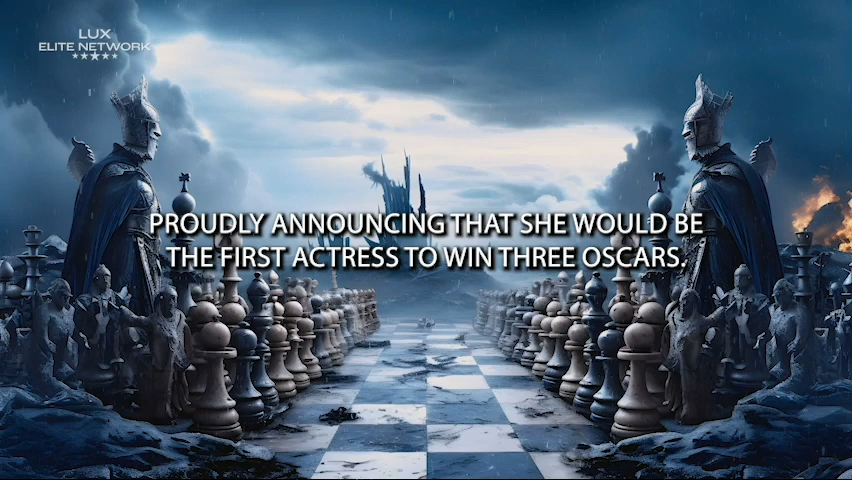 LUX
ELITE NETWORK
PROUDLY ANNOUNCING THAT SHE WOULD BE
THE FIRST ACTRESS TO WIN THREE OSCARS.